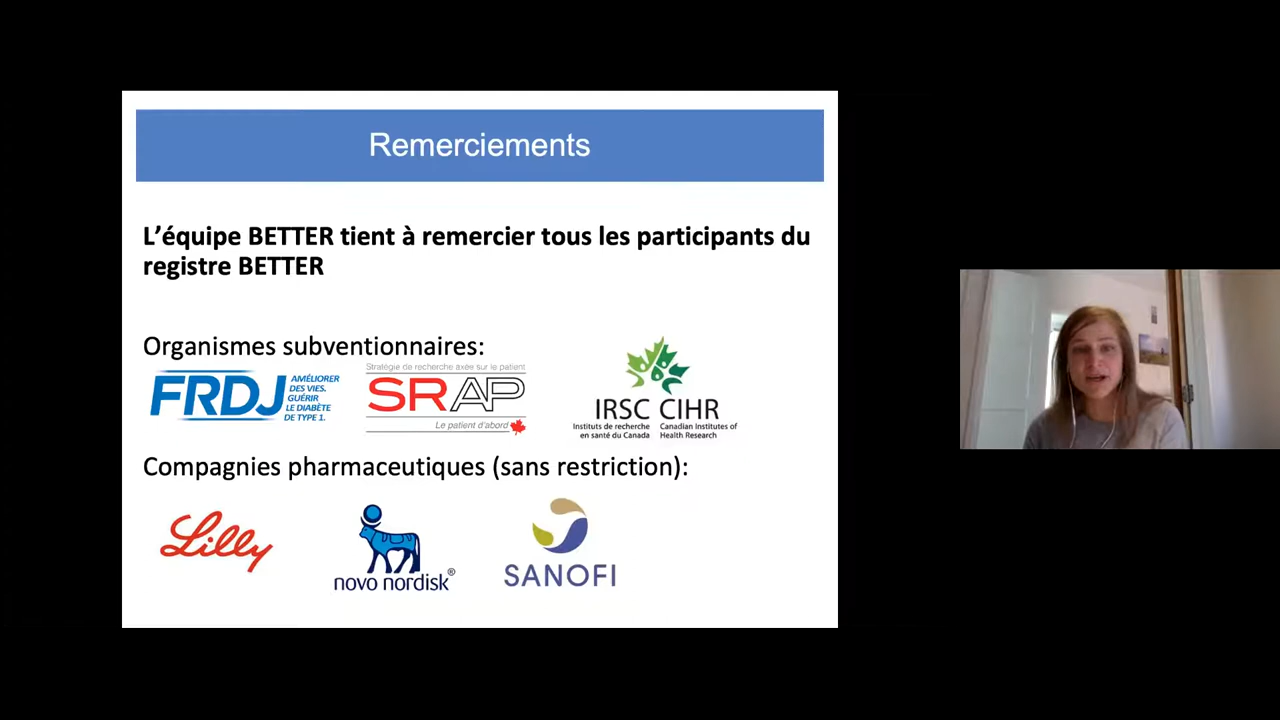 Remerciements
L’équipe BETTER tient à remercier tous les participants du
registre BETTER
Organismes subventionnaires:
FRDJ
AMÉLIORER
DES VIES.
GUÉRIR
LE DIABÈTE
DE TYPE 1.
Stratégie de recherche axée sur le patient
SRAP
Le patient d'abord
IRSC CIHR
Instituts de recherche
en santé du Canada
Canadian Institutes of
Health Research
Compagnies pharmaceutiques (sans restriction):
Lilly
novo nordisk®
SANOFI